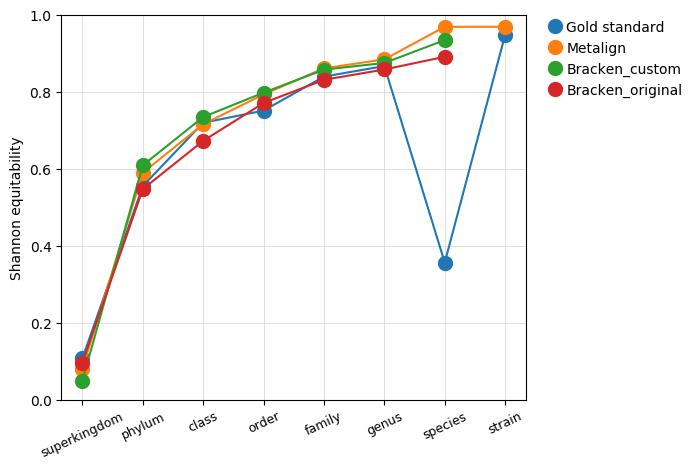 Shannon equitability
1.0
0.8
0.6
0.4
0.2
0.0
superkingdom
phylum
class
order
family
genus
species
strain
Gold standard
Metalign
Bracken_custom
Bracken_original